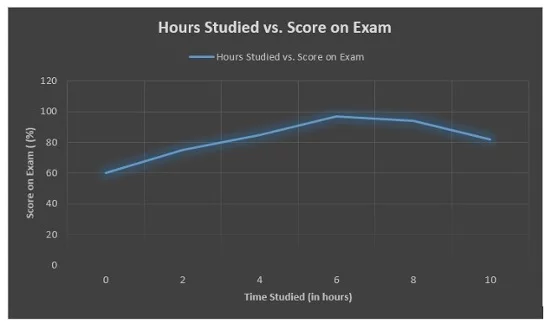 Hours Studied vs. Score on Exam
Hours Studied vs. Score on Exam
120
100
80
60
40
20
0
Score on Exam ( (%)
0 2 4 6 8 10
Time Studied (in hours)